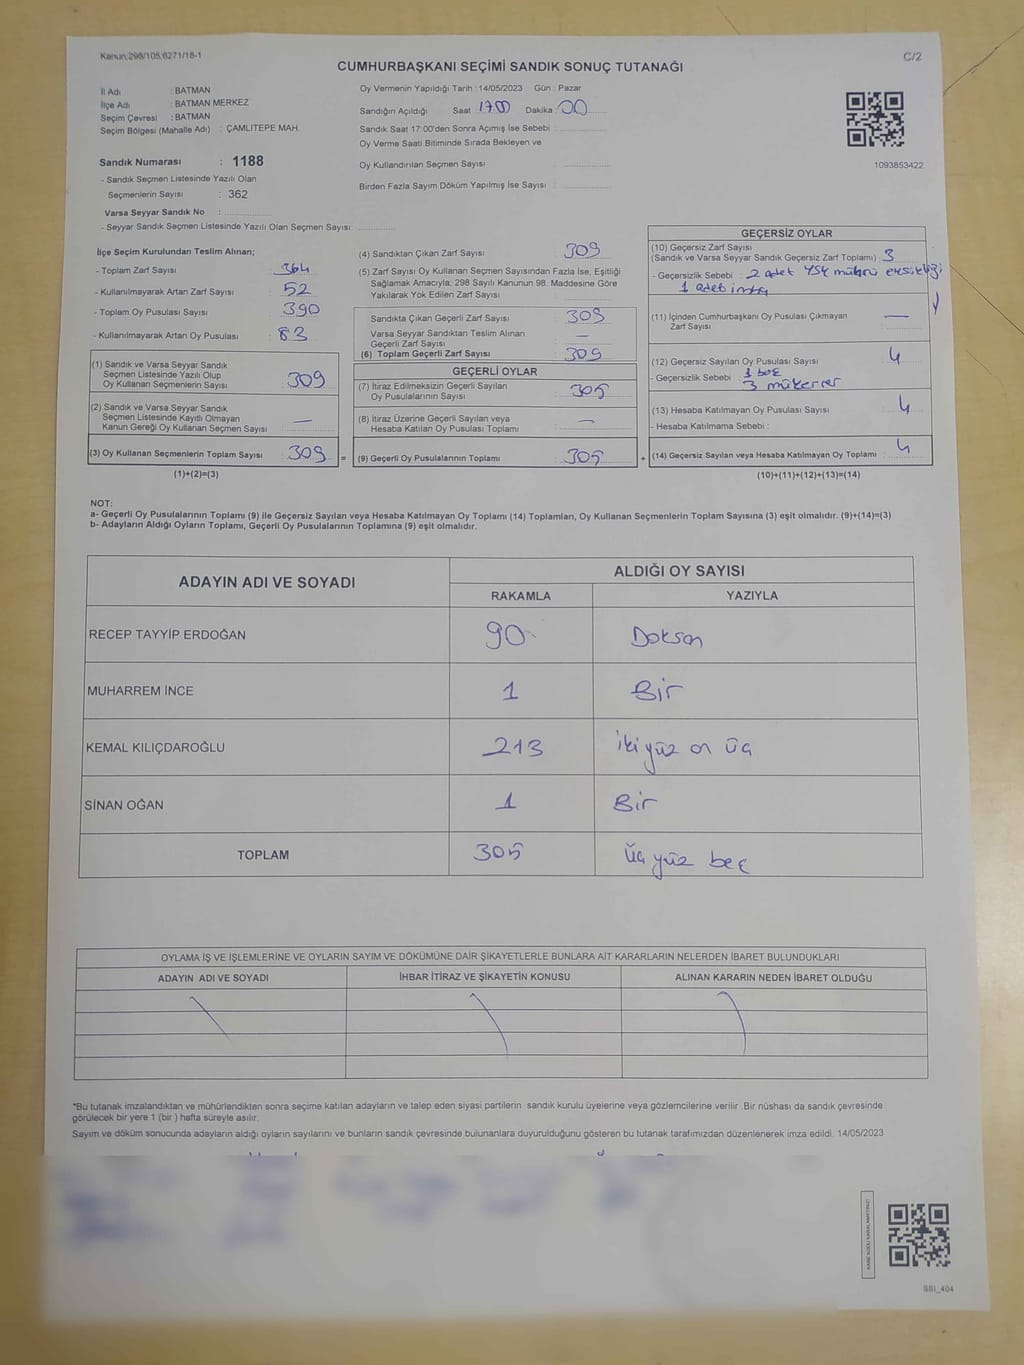 Kanun;298/105;6271/18-1
C/2
CUMHURBAŞKANI SEÇİMİ SANDIK SONUÇ TUTANAĞI
İl Adı : BATMAN
İlçe Adı : BATMAN MERKEZ
Seçim Çevresi : BATMAN
Seçim Bölgesi (Mahalle Adı) : ÇAMLITEPE MAH.
Sandık Numarası : 1188
- Sandık Seçmen Listesinde Yazılı Olan
Seçmenlerin Sayısı : 362
Varsa Seyyar Sandık No :
- Seyyar Sandık Seçmen Listesinde Yazılı Olan Seçmen Sayısı:
Oy Vermenin Yapıldığı Tarih : 14/05/2023 Gün : Pazar
Sandığın Açıldığı Saat 17.00 Dakika 00
Sandık Saat 17:00'den Sonra Açımış İse Sebebi :
Oy Verme Saati Bitiminde Sırada Bekleyen ve
Oy Kullandırılan Seçmen Sayısı :
Birden Fazla Sayım Döküm Yapılmış İse Sayısı :
1093853422
İlçe Seçim Kurulundan Teslim Alınan;
- Toplam Zarf Sayısı : 364
- Kullanılmayarak Artan Zarf Sayısı : 52
- Toplam Oy Pusulası Sayısı : 390
- Kullanılmayarak Artan Oy Pusulası : 83
(1) Sandık ve Varsa Seyyar Sandık
Seçmen Listesinde Yazılı Olup
Oy Kullanan Seçmenlerin Sayısı : 309
(2) Sandık ve Varsa Seyyar Sandık
Seçmen Listesinde Kayıtlı Olmayan
Kanun Gereği Oy Kullanan Seçmen Sayısı : —
(3) Oy Kullanan Seçmenlerin Toplam Sayısı : 309
(1)+(2)=(3)
(4) Sandıktan Çıkan Zarf Sayısı : 309
(5) Zarf Sayısı Oy Kullanan Seçmen Sayısından Fazla İse, Eşitliği
Sağlamak Amacıyla; 298 Sayılı Kanunun 98. Maddesine Göre
Yakılarak Yok Edilen Zarf Sayısı :
Sandıkta Çıkan Geçerli Zarf Sayısı : 309
Varsa Seyyar Sandıktan Teslim Alınan : —
Geçerli Zarf Sayısı
(6) Toplam Geçerli Zarf Sayısı : 309
GEÇERLİ OYLAR
(7) İtiraz Edilmeksizin Geçerli Sayılan
Oy Pusulalarının Sayısı : 305
(8) İtiraz Üzerine Geçerli Sayılan veya
Hesaba Katılan Oy Pusulası Toplamı : —
= (9) Geçerli Oy Pusulalarının Toplamı : 305
GEÇERSİZ OYLAR
(10) Geçersiz Zarf Sayısı
(Sandık ve Varsa Seyyar Sandık Geçersiz Zarf Toplamı) : 3
- Geçersizlik Sebebi : 2 adet YSK mührü eksikliği
1 adet imza
(11) İçinden Cumhurbaşkanı Oy Pusulası Çıkmayan
Zarf Sayısı : —
(12) Geçersiz Sayılan Oy Pusulası Sayısı : 4
- Geçersizlik Sebebi : 1 boş
3 mükerrer
(13) Hesaba Katılmayan Oy Pusulası Sayısı : 4
- Hesaba Katılmama Sebebi :
+ (14) Geçersiz Sayılan veya Hesaba Katılmayan Oy Toplamı : 4
(10)+(11)+(12)+(13)=(14)
NOT:
a- Geçerli Oy Pusulalarının Toplamı (9) ile Geçersiz Sayılan veya Hesaba Katılmayan Oy Toplamı (14) Toplamları, Oy Kullanan Seçmenlerin Toplam Sayısına (3) eşit olmalıdır. (9)+(14)=(3)
b- Adayların Aldığı Oyların Toplamı, Geçerli Oy Pusulalarının Toplamına (9) eşit olmalıdır.
ADAYIN ADI VE SOYADI ALDIĞI OY SAYISI
RAKAMLA YAZIYLA
RECEP TAYYİP ERDOĞAN 90 Doksan
MUHARREM İNCE 1 Bir
KEMAL KILIÇDAROĞLU 213 İki yüz on üç
SİNAN OĞAN 1 Bir
TOPLAM 305 Üç yüz beş
OYLAMA İŞ VE İŞLEMLERİNE VE OYLARIN SAYIM VE DÖKÜMÜNE DAİR ŞİKAYETLERLE BUNLARA AİT KARARLARIN NELERDEN İBARET BULUNDUKLARI
ADAYIN ADI VE SOYADI İHBAR İTİRAZ VE ŞİKAYETİN KONUSU ALINAN KARARIN NEDEN İBARET OLDUĞU
*Bu tutanak imzalandıktan ve mühürlendikten sonra seçime katılan adayların ve talep eden siyasi partilerin sandık kurulu üyelerine veya gözlemcilerine verilir. Bir nüshası da sandık çevresinde
görülecek bir yere 1 (bir ) hafta süreyle asılır.
Sayım ve döküm sonucunda adayların aldığı oyların sayılarını ve bunların sandık çevresinde bulunanlara duyurulduğunu gösteren bu tutanak tarafımızdan düzenlenerek imza edildi. 14/05/2023
KARE KODU KARALAMAYINIZ!
SSI_404